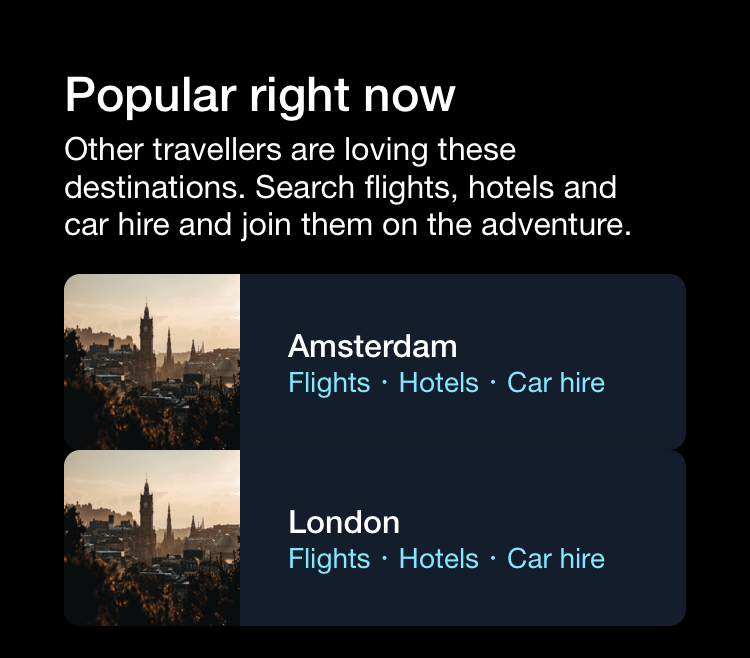 Popular right now
Other travellers are loving these
destinations. Search flights, hotels and
car hire and join them on the adventure.
Amsterdam
Flights · Hotels · Car hire
London
Flights · Hotels · Car hire